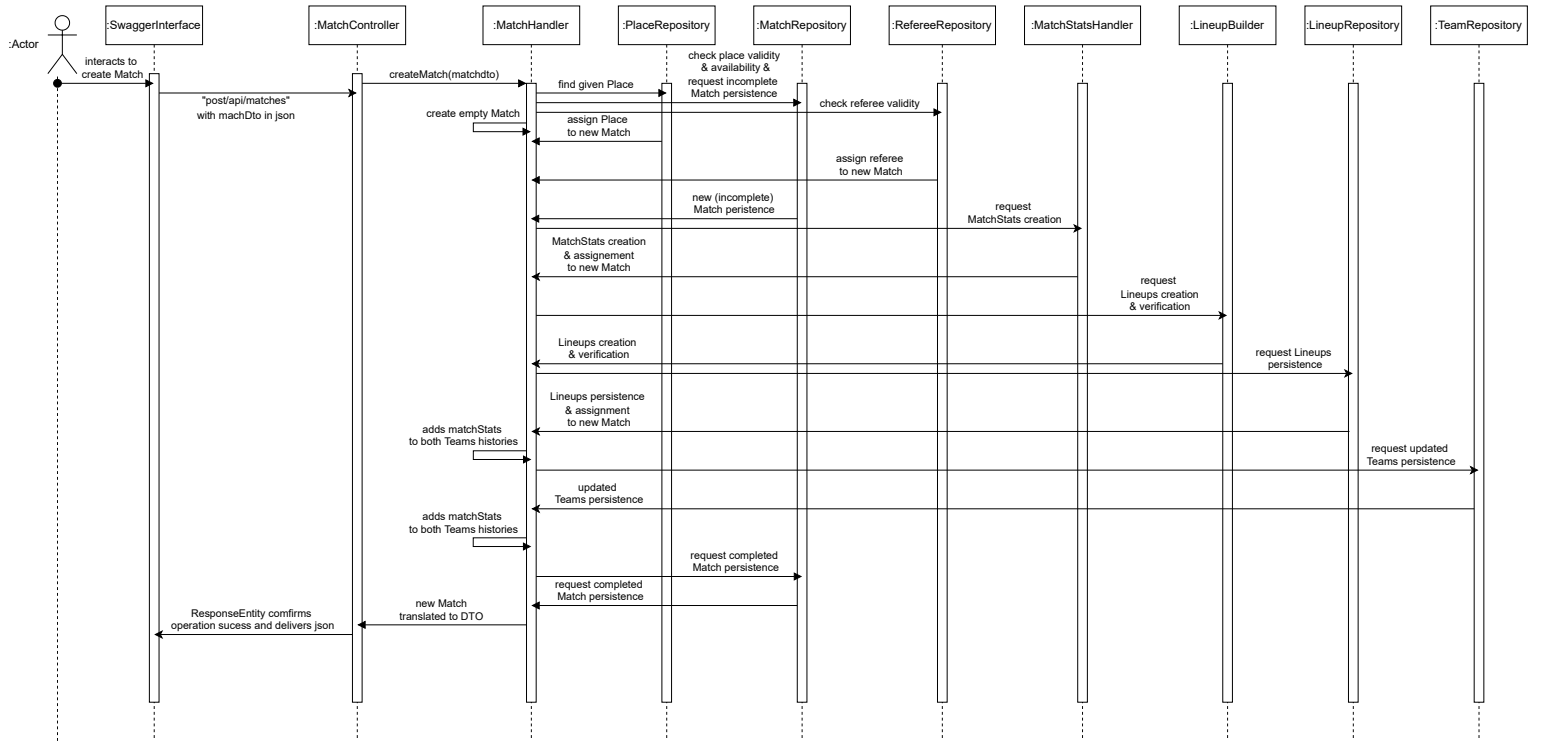 :SwaggerInterface
:MatchController
:MatchHandler
:PlaceRepository
:MatchRepository
:RefereeRepository
:MatchStatsHandler
:LineupBuilder
:LineupRepository
:TeamRepository
:Actor
interacts to
create Match
"post/api/matches"
with machDto in json
createMatch(matchdto)
find given Place
check place validity
& availability &
request incomplete
Match persistence
check referee validity
create empty Match
assign Place
to new Match
assign referee
to new Match
new (incomplete)
Match peristence
request
MatchStats creation
MatchStats creation
& assignement
to new Match
request
Lineups creation
& verification
Lineups creation
& verification
request Lineups
persistence
Lineups persistence
& assignment
to new Match
adds matchStats
to both Teams histories
request updated
Teams persistence
updated
Teams persistence
adds matchStats
to both Teams histories
request completed
Match persistence
request completed
Match persistence
new Match
translated to DTO
ResponseEntity comfirms
operation sucess and delivers json